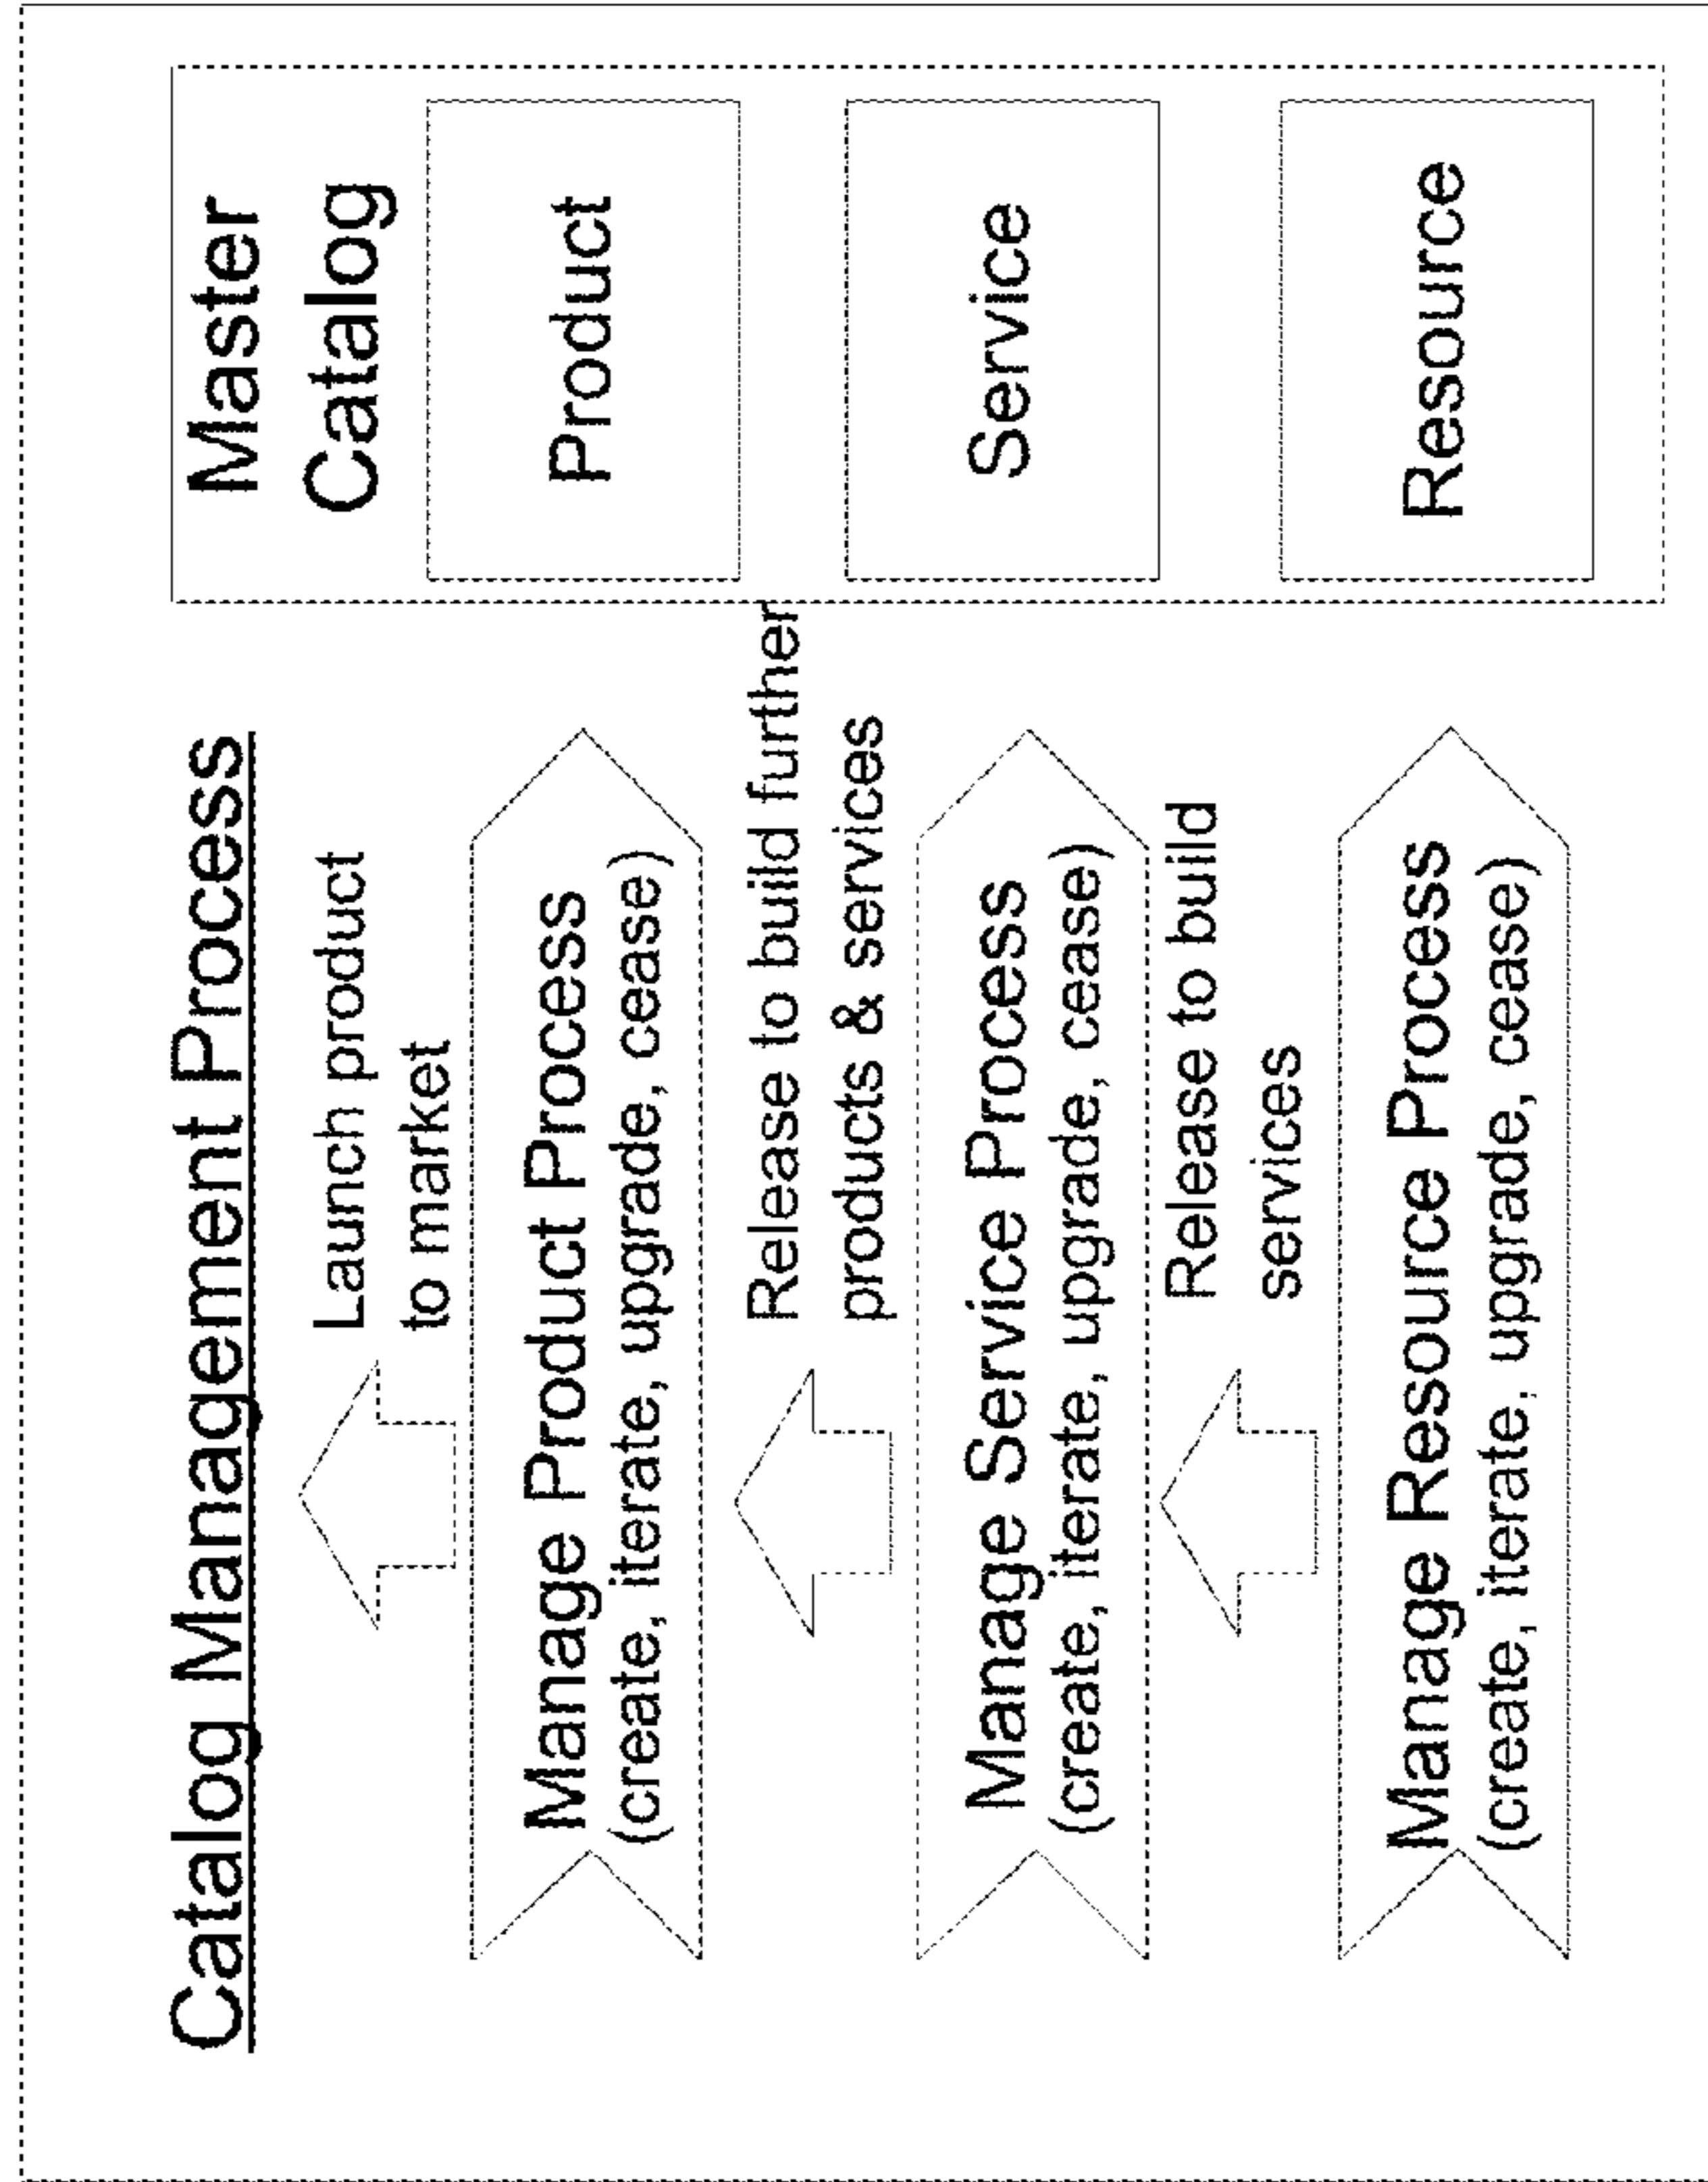 Catalog Management Process
Launch product
to market
Manage Product Process
(create, iterate, upgrade, cease)
Release to build further
products & services
Manage Service Process
(create, iterate, upgrade, cease)
Release to build
services
Manage Resource Process
(create, iterate, upgrade, cease)
Master
Catalog
Product
Service
Resource